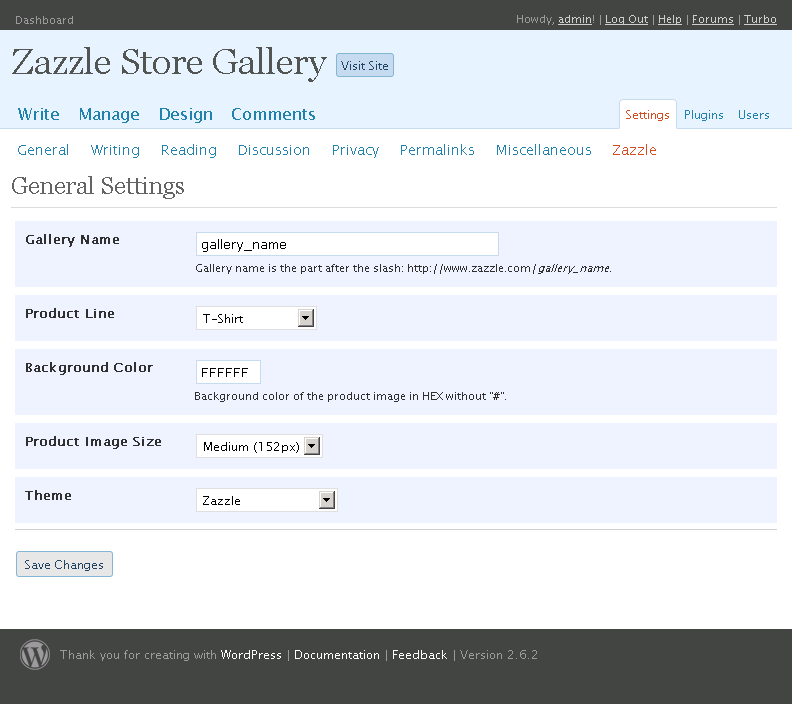 Dashboard Howdy, admin! | Log Out | Help | Forums | Turbo
Zazzle Store Gallery Visit Site
Write Manage Design Comments Settings Plugins Users
General Writing Reading Discussion Privacy Permalinks Miscellaneous Zazzle
General Settings
Gallery Name gallery_name
Gallery name is the part after the slash: http://www.zazzle.com/gallery_name.
Product Line T-Shirt
Background Color FFFFFF
Background color of the product image in HEX without "#".
Product Image Size Medium (152px)
Theme Zazzle
Save Changes
Thank you for creating with WordPress | Documentation | Feedback | Version 2.6.2